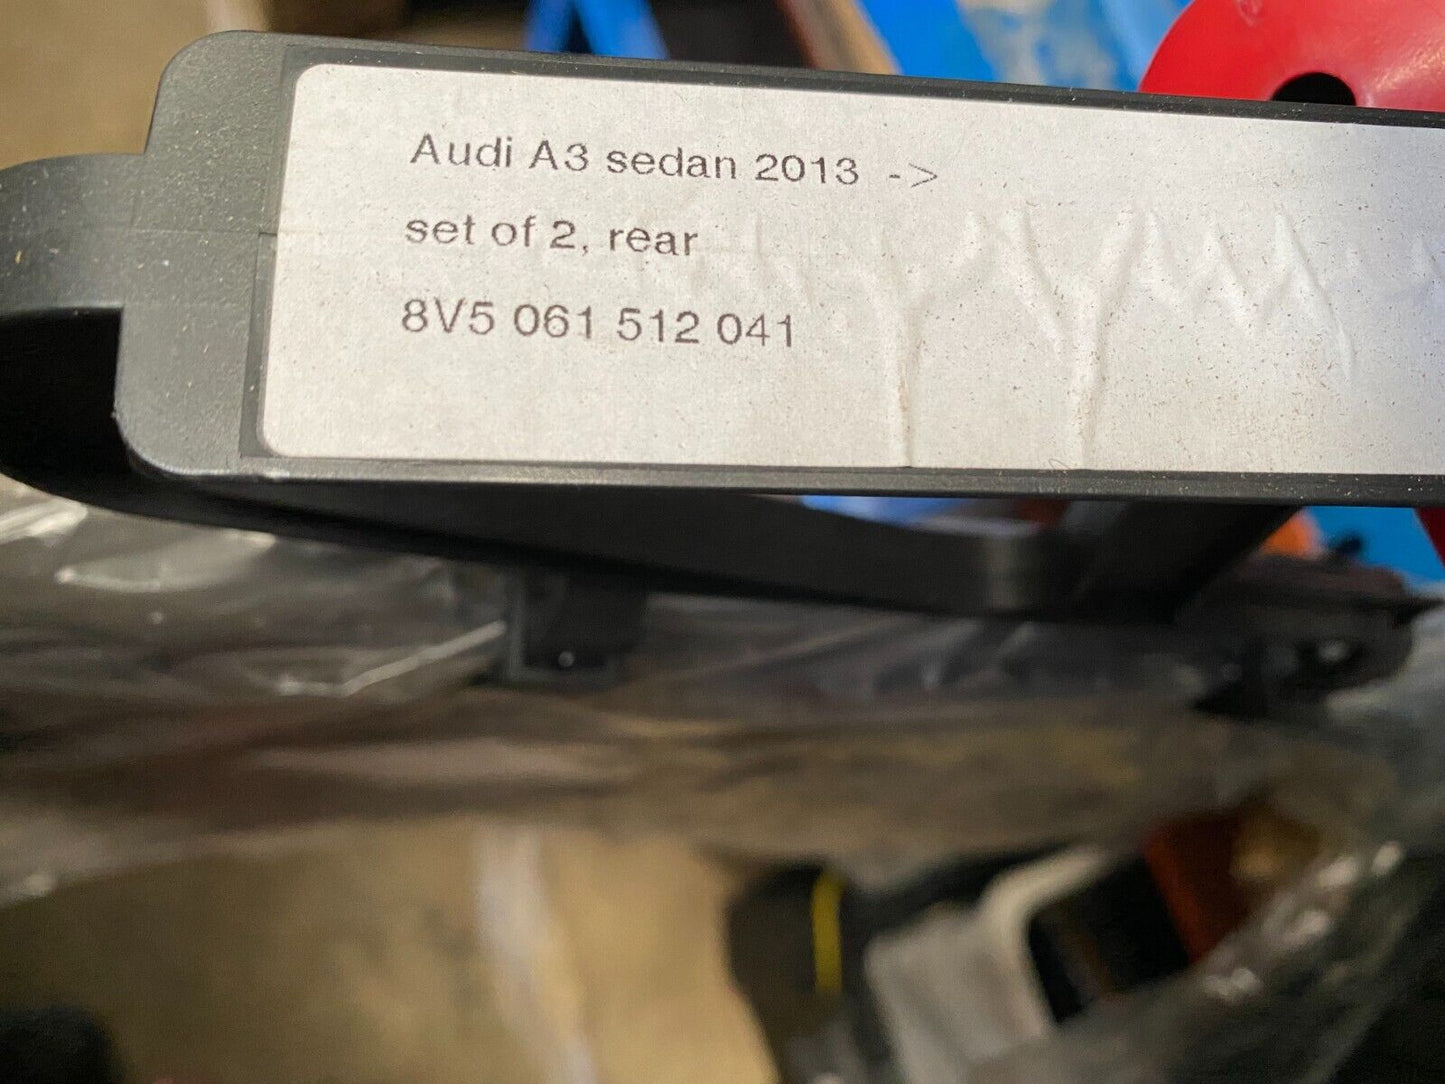 Audi A3 sedan 2013 ->
set of 2, rear
8V5 061 512 041